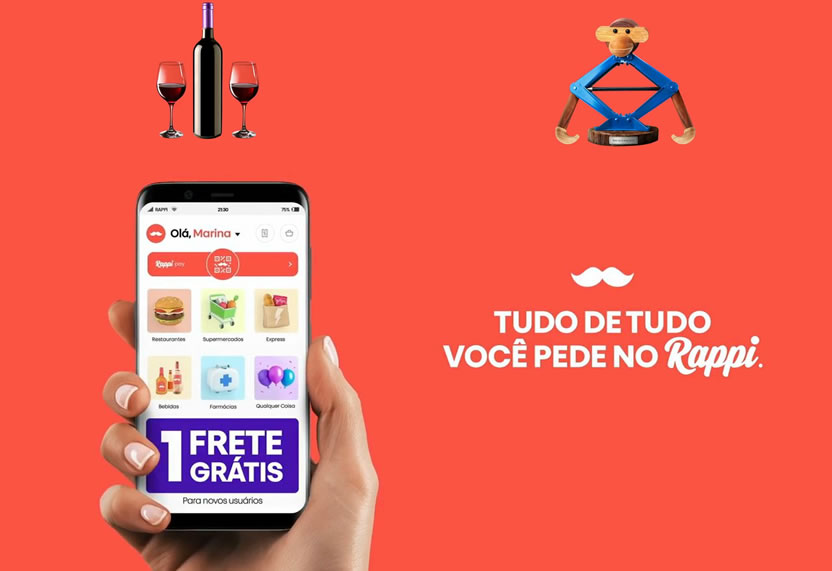 RAPPI 21:30 75%
Olá, Marina
Rappi pay
Restaurantes Supermercados Express
Bebidas Farmácias Qualquer Coisa
1 FRETE
GRÁTIS
Para novos usuários
TUDO DE TUDO
VOCÊ PEDE NO Rappi.